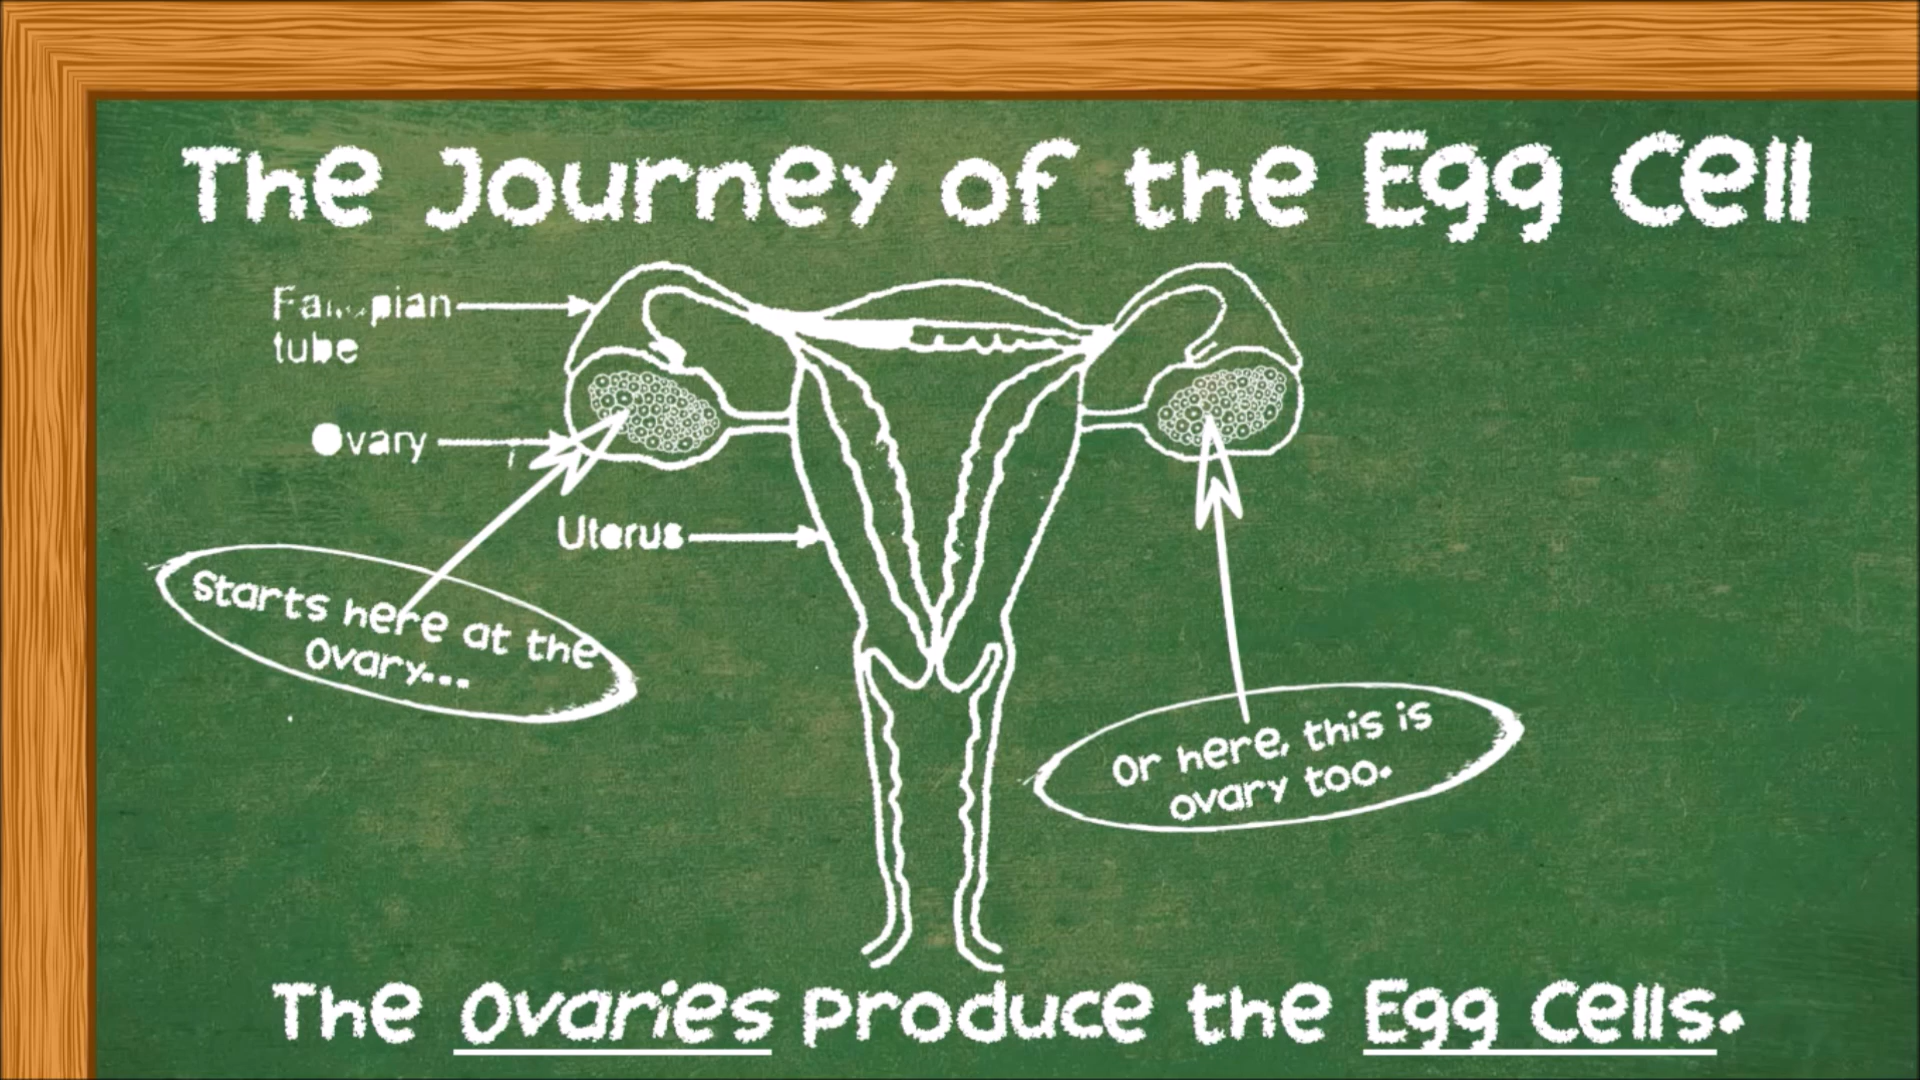 The Journey of the Egg Cell
tube
Ovary
Uterus
Starts here at the
Ovary...
Or here, this is
ovary too.
The Ovaries produce the Egg Cells.